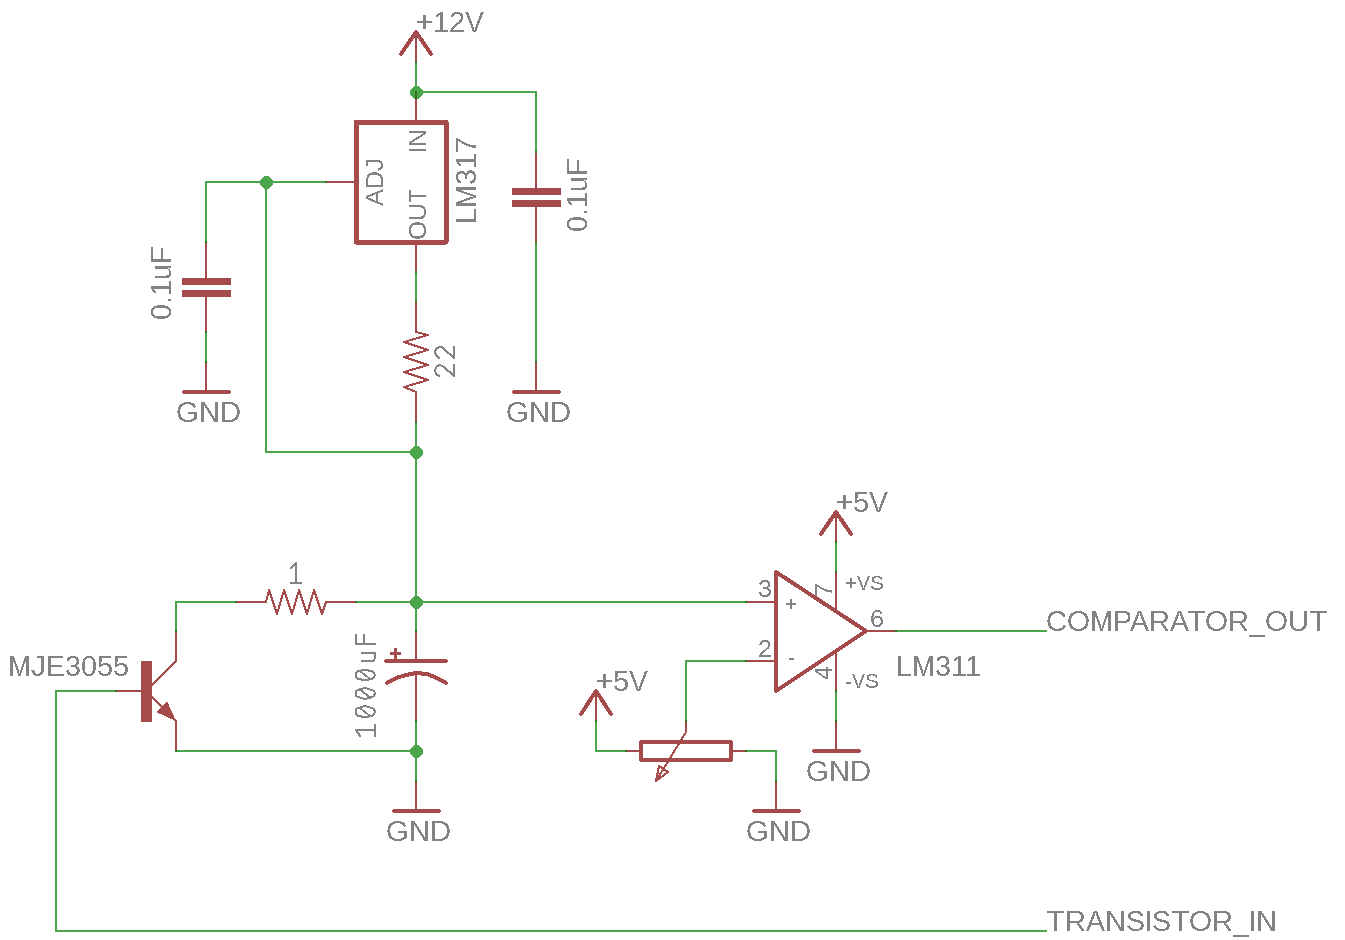 +12V
IN
ADJ
OUT
LM317
0.1uF
0.1uF
22
GND
GND
+5V
1
3
+
7
+VS
6
COMPARATOR_OUT
MJE3055
1000uF
2
-
4
-VS
LM311
+5V
+
GND
GND
GND
TRANSISTOR_IN